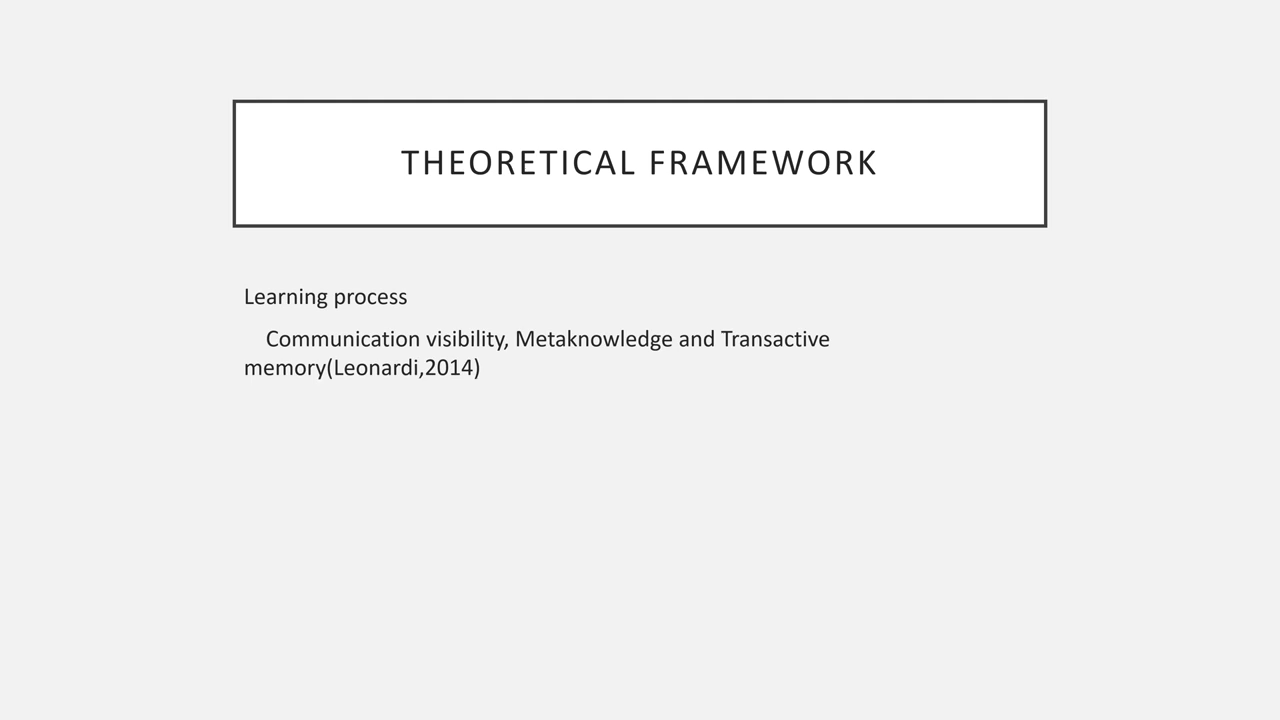 THEORETICAL FRAMEWORK
Learning process
Communication visibility, Metaknowledge and Transactive
memory(Leonardi,2014)